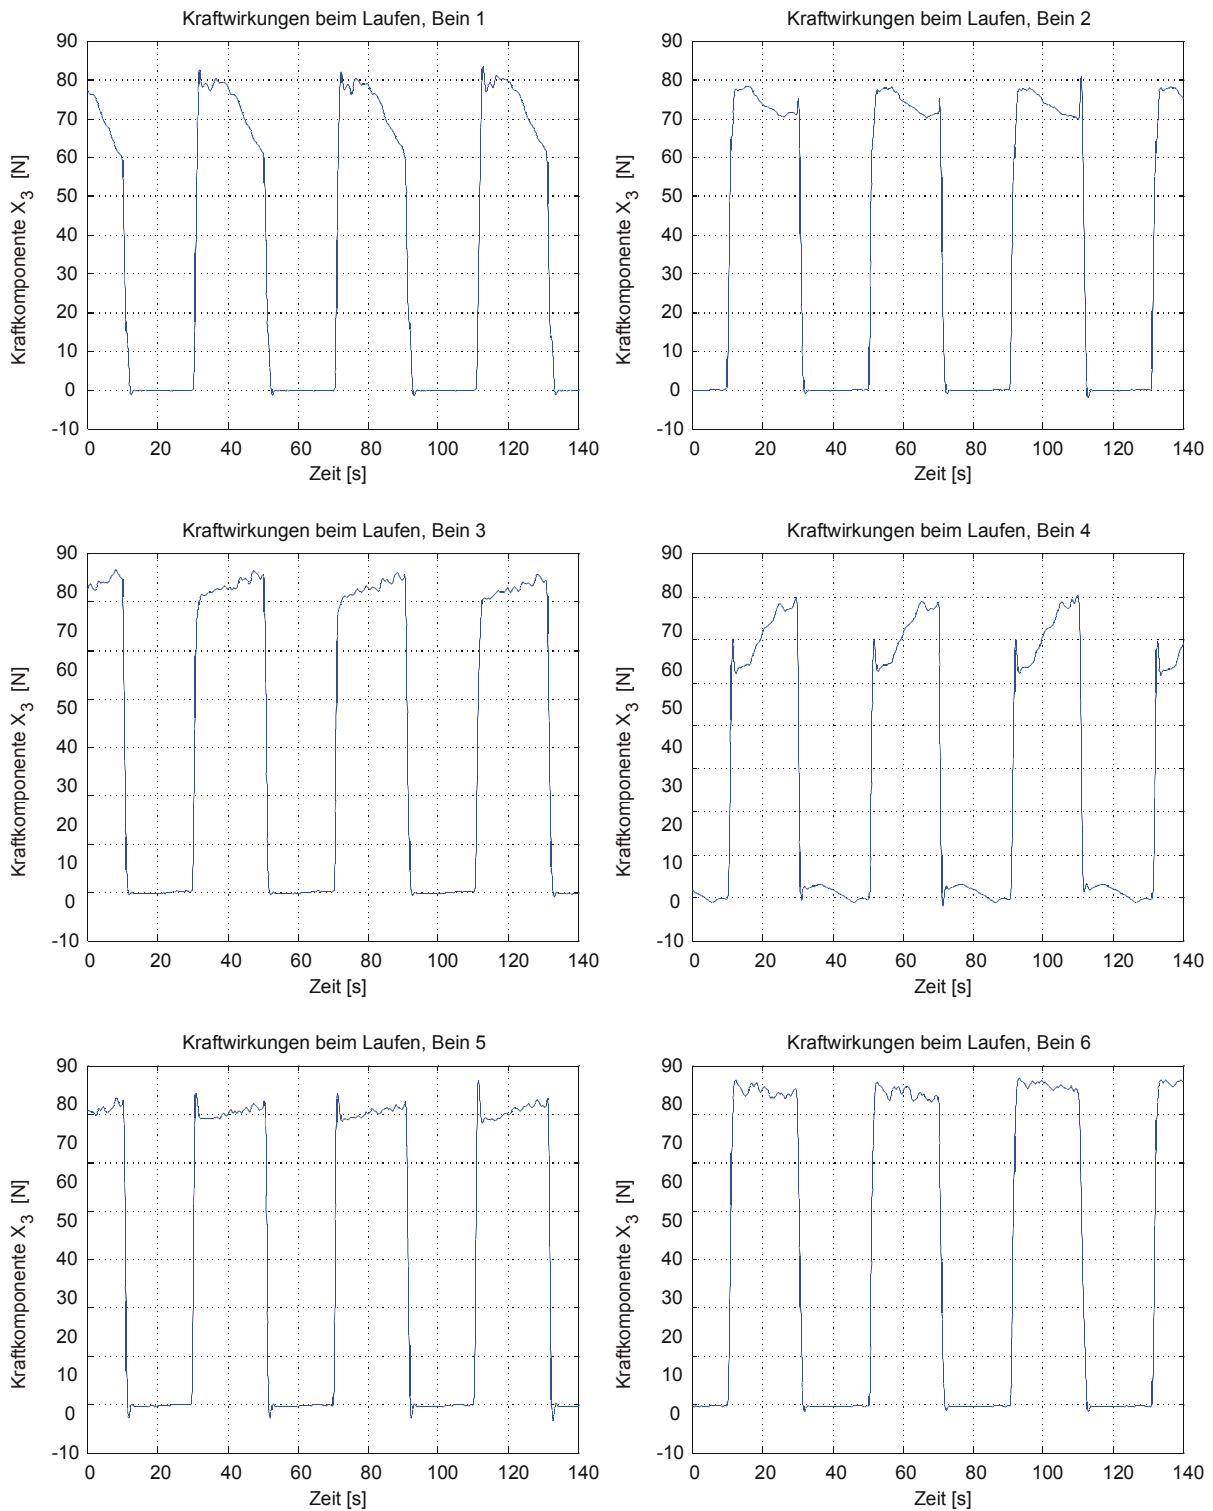 Kraftwirkungen beim Laufen, Bein 1
90
80
70
60
50
40
30
20
10
0
-10
Kraftkomponente X3 [N]
0 20 40 60 80 100 120 140
Zeit [s]
Kraftwirkungen beim Laufen, Bein 2
90
80
70
60
50
40
30
20
10
0
-10
Kraftkomponente X3 [N]
0 20 40 60 80 100 120 140
Zeit [s]
Kraftwirkungen beim Laufen, Bein 3
90
80
70
60
50
40
30
20
10
0
-10
Kraftkomponente X3 [N]
0 20 40 60 80 100 120 140
Zeit [s]
Kraftwirkungen beim Laufen, Bein 4
90
80
70
60
50
40
30
20
10
0
-10
Kraftkomponente X3 [N]
0 20 40 60 80 100 120 140
Zeit [s]
Kraftwirkungen beim Laufen, Bein 5
90
80
70
60
50
40
30
20
10
0
-10
Kraftkomponente X3 [N]
0 20 40 60 80 100 120 140
Zeit [s]
Kraftwirkungen beim Laufen, Bein 6
90
80
70
60
50
40
30
20
10
0
-10
Kraftkomponente X3 [N]
0 20 40 60 80 100 120 140
Zeit [s]